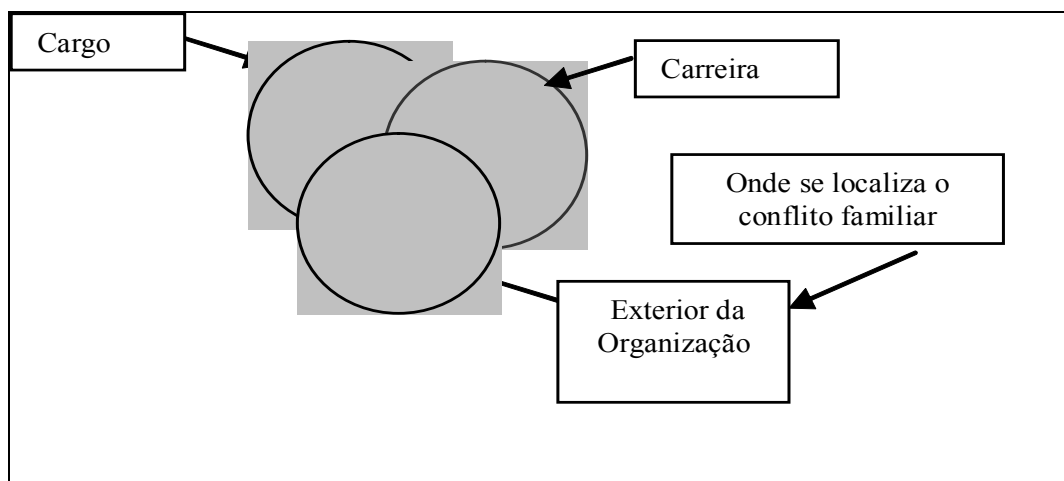 Cargo
Carreira
Onde se localiza o
conflito familiar
Exterior da
Organização